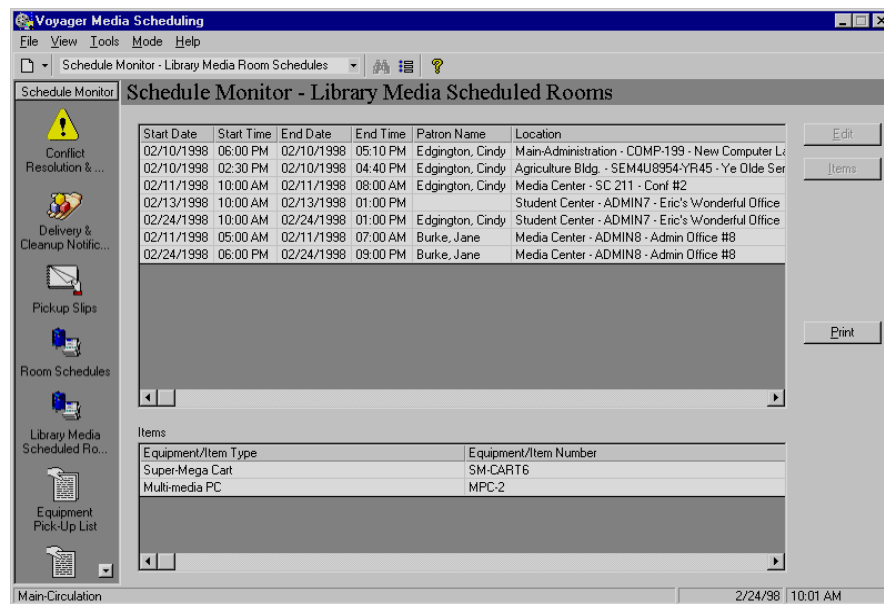 Voyager Media Scheduling
File View Tools Mode Help
Schedule Monitor - Library Media Room Schedules
Schedule Monitor
Schedule Monitor - Library Media Scheduled Rooms
Conflict
Resolution & ...
Delivery &
Cleanup Notific...
Pickup Slips
Room Schedules
Library Media
Scheduled Ro...
Equipment
Pick-Up List
Start Date Start Time End Date End Time Patron Name Location
02/10/1998 06:00 PM 02/10/1998 05:10 PM Edgington, Cindy Main-Administration - COMP-199 - New Computer La
02/10/1998 02:30 PM 02/10/1998 04:40 PM Edgington, Cindy Agriculture Bldg. - SEM4U8954-YR45 - Ye Olde Ser
02/11/1998 10:00 AM 02/11/1998 08:00 AM Edgington, Cindy Media Center - SC 211 - Conf #2
02/13/1998 10:00 AM 02/13/1998 01:00 PM Student Center - ADMIN7 - Eric's Wonderful Office
02/24/1998 10:00 AM 02/24/1998 01:00 PM Edgington, Cindy Student Center - ADMIN7 - Eric's Wonderful Office
02/11/1998 05:00 AM 02/11/1998 07:00 AM Burke, Jane Media Center - ADMIN8 - Admin Office #8
02/24/1998 06:00 PM 02/24/1998 09:00 PM Burke, Jane Media Center - ADMIN8 - Admin Office #8
Edit
Items
Print
Items
Equipment/Item Type Equipment/Item Number
Super-Mega Cart SM-CART6
Multi-media PC MPC-2
Main-Circulation 2/24/98 10:01 AM